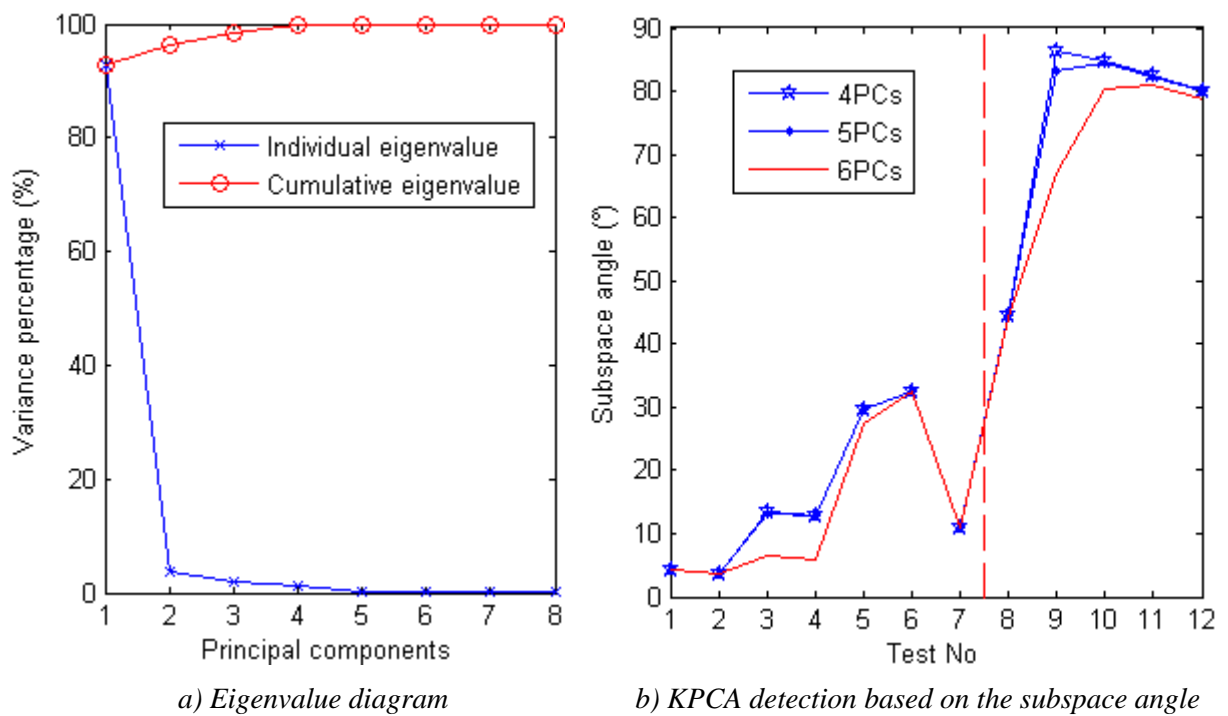 100
80
60
40
20
0
Variance percentage (%)
Individual eigenvalue
Cumulative eigenvalue
1 2 3 4 5 6 7 8
Principal components
a) Eigenvalue diagram
90
80
70
60
50
40
30
20
10
0
Subspace angle (°)
4PCs
5PCs
6PCs
1 2 3 4 5 6 7 8 9 10 11 12
Test No
b) KPCA detection based on the subspace angle